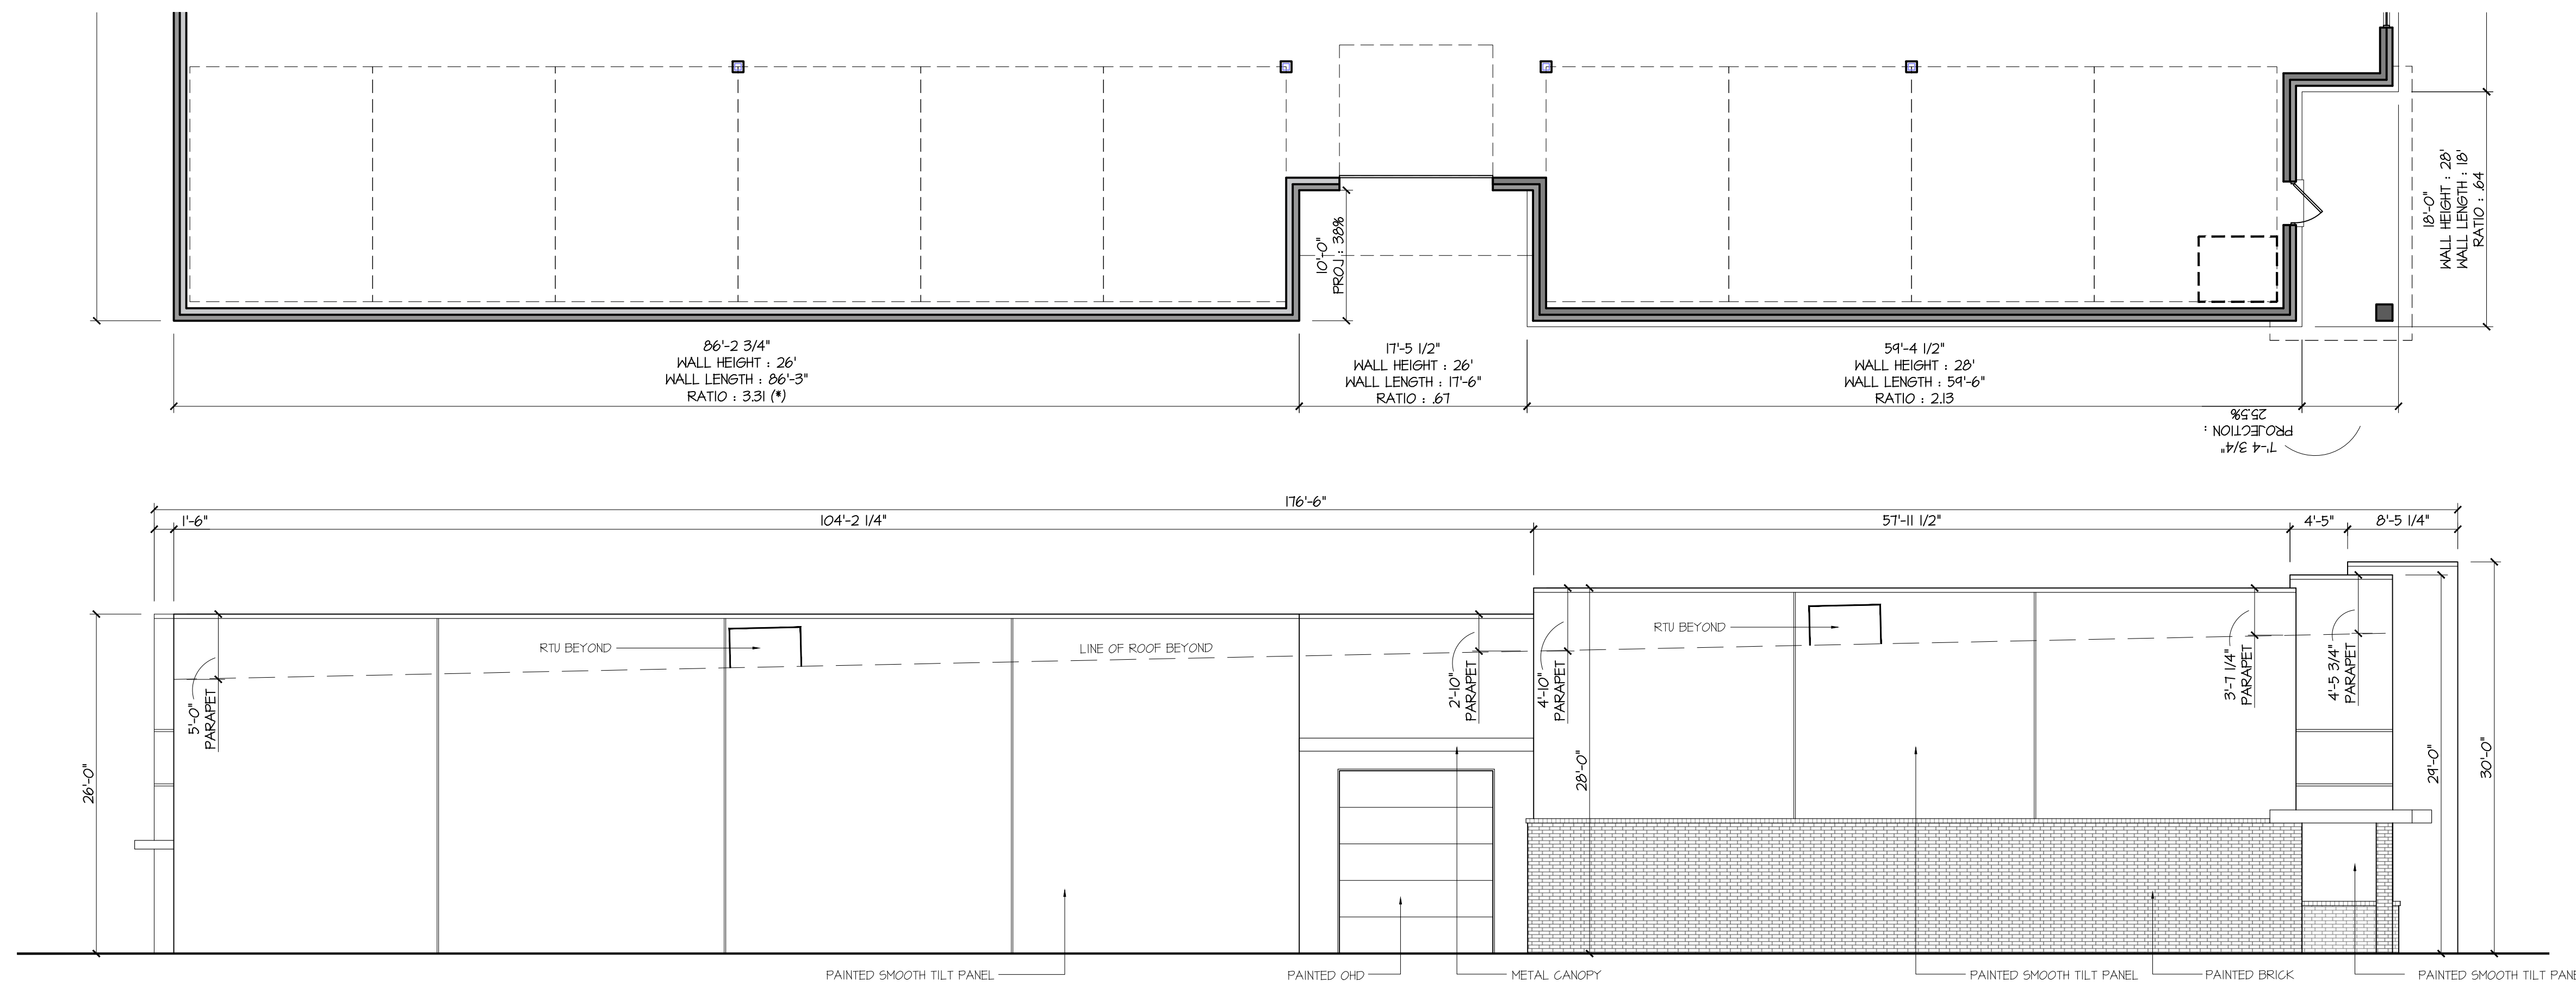 10'-0"
PROJ : 38%
18'-0"
WALL HEIGHT : 28'
WALL LENGTH : 18'
RATIO : .64
86'-2 3/4"
WALL HEIGHT : 26'
WALL LENGTH : 86'-3"
RATIO : 3.31 (*)
17'-5 1/2"
WALL HEIGHT : 26'
WALL LENGTH : 17'-6"
RATIO : .67
59'-4 1/2"
WALL HEIGHT : 28'
WALL LENGTH : 59'-6"
RATIO : 2.13
7'-4 3/4"
PROJECTION :
25.5%
176'-6"
1'-6"
104'-2 1/4"
57'-11 1/2"
4'-5"
8'-5 1/4"
RTU BEYOND
LINE OF ROOF BEYOND
RTU BEYOND
26'-0"
5'-0"
PARAPET
2'-10"
PARAPET
4'-10"
PARAPET
28'-0"
3'-7 1/4"
PARAPET
4'-5 3/4"
PARAPET
29'-0"
30'-0"
PAINTED SMOOTH TILT PANEL
PAINTED OHD
METAL CANOPY
PAINTED SMOOTH TILT PANEL
PAINTED BRICK
PAINTED SMOOTH TILT PANE